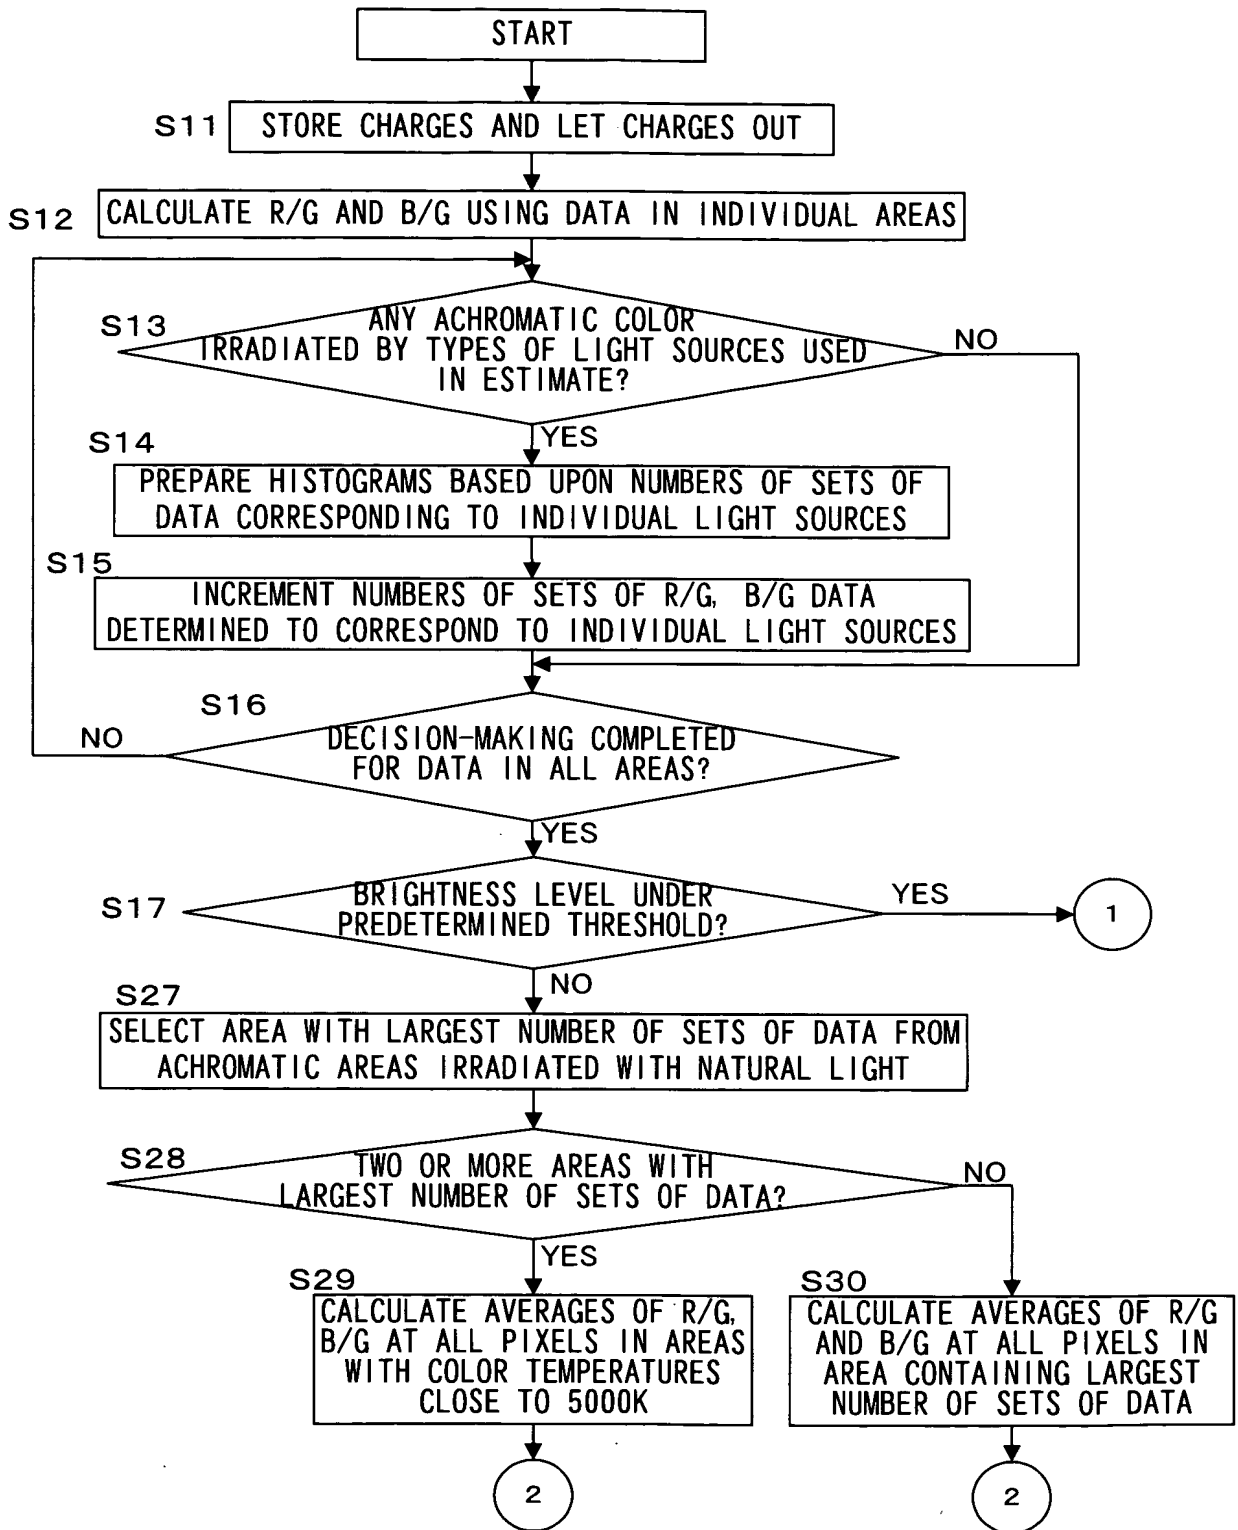 START
S11
STORE CHARGES AND LET CHARGES OUT
S12
CALCULATE R/G AND B/G USING DATA IN INDIVIDUAL AREAS
S13
ANY ACHROMATIC COLOR
IRRADIATED BY TYPES OF LIGHT SOURCES USED
IN ESTIMATE?
NO
YES
S14
PREPARE HISTOGRAMS BASED UPON NUMBERS OF SETS OF
DATA CORRESPONDING TO INDIVIDUAL LIGHT SOURCES
S15
INCREMENT NUMBERS OF SETS OF R/G, B/G DATA
DETERMINED TO CORRESPOND TO INDIVIDUAL LIGHT SOURCES
S16
NO
DECISION-MAKING COMPLETED
FOR DATA IN ALL AREAS?
YES
S17
BRIGHTNESS LEVEL UNDER
PREDETERMINED THRESHOLD?
YES
1
NO
S27
SELECT AREA WITH LARGEST NUMBER OF SETS OF DATA FROM
ACHROMATIC AREAS IRRADIATED WITH NATURAL LIGHT
S28
TWO OR MORE AREAS WITH
LARGEST NUMBER OF SETS OF DATA?
NO
YES
S29
CALCULATE AVERAGES OF R/G,
B/G AT ALL PIXELS IN AREAS
WITH COLOR TEMPERATURES
CLOSE TO 5000K
S30
CALCULATE AVERAGES OF R/G
AND B/G AT ALL PIXELS IN
AREA CONTAINING LARGEST
NUMBER OF SETS OF DATA
2
2